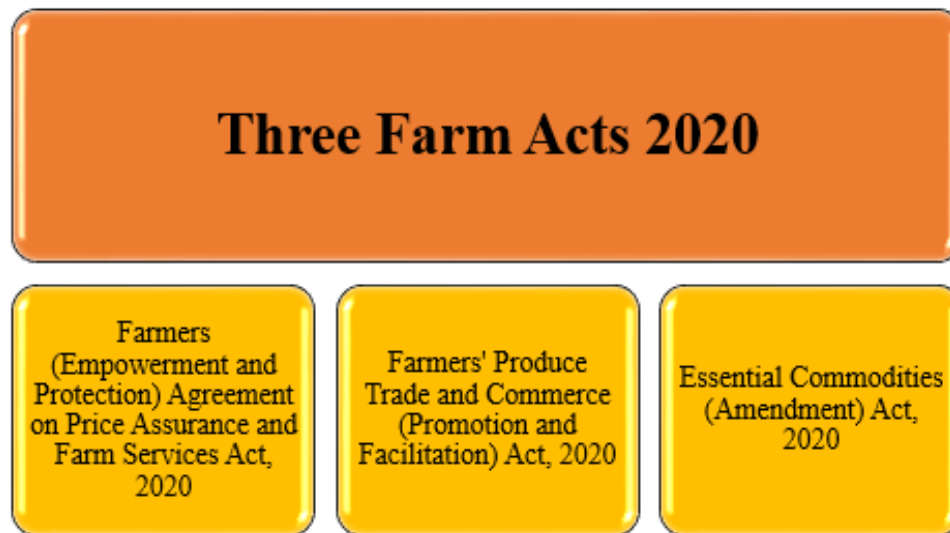 Three Farm Acts 2020
Farmers
(Empowerment and
Protection) Agreement
on Price Assurance and
Farm Services Act,
2020
Farmers' Produce
Trade and Commerce
(Promotion and
Facilitation) Act, 2020
Essential Commodities
(Amendment) Act,
2020